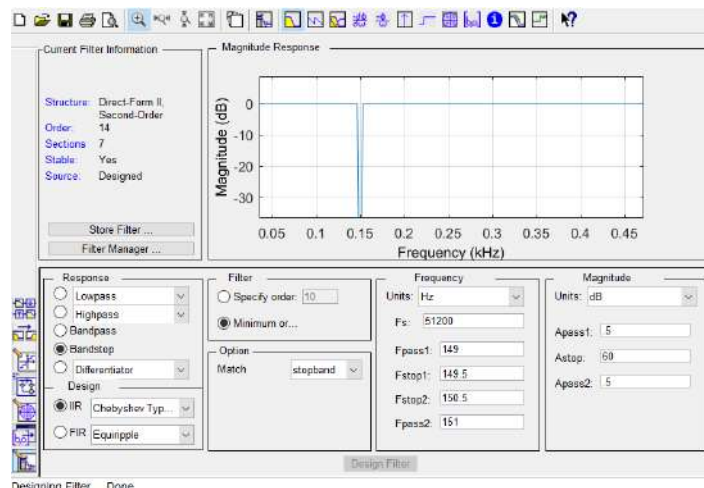 Current Filter Information
Structure: Direct-Form II,
Second-Order
Order: 14
Sections 7
Stable: Yes
Source: Designed
Store Filter ...
Filter Manager ...
Magnitude Response
Magnitude (dB)
0
-10
-20
-30
0.05 0.1 0.15 0.2 0.25 0.3 0.35 0.4 0.45
Frequency (kHz)
Response
Lowpass
Highpass
Bandpass
Bandstop
Differentiator
Design
IIR Chebyshev Typ...
FIR Equiripple
Filter
Specify order: 10
Minimum or...
Option
Match stopband
Frequency
Units: Hz
Fs: 51200
Fpass1: 149
Fstop1: 149.5
Fstop2: 150.5
Fpass2: 151
Magnitude
Units: dB
Apass1: 5
Astop: 60
Apass2: 5
Design Filter
Designing Filter ... Done